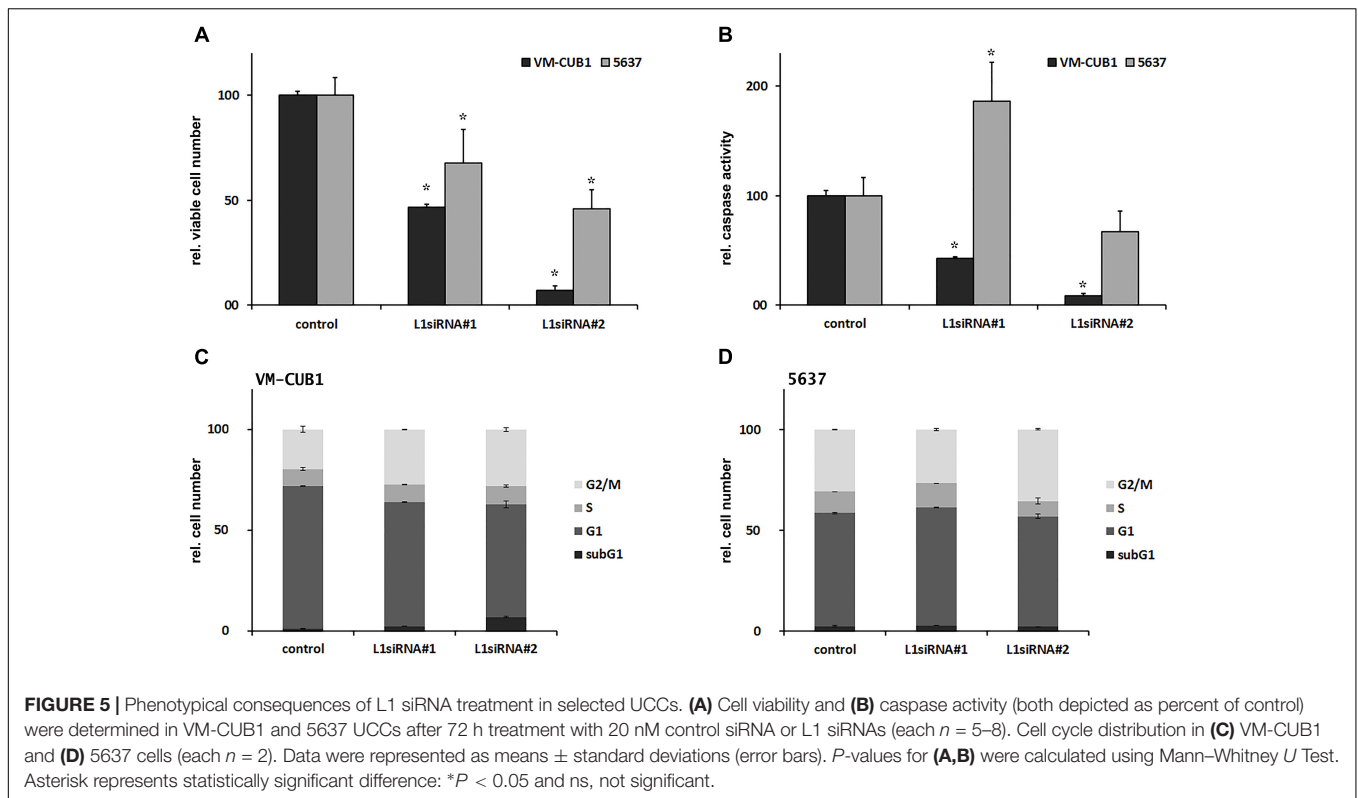 A
VM-CUB1 5637
rel. viable cell number
100
50
00
*
*
*
*
control L1siRNA#1 L1siRNA#2
B
VM-CUB1 5637
rel. caspase activity
200
100
00
*
*
*
control L1siRNA#1 L1siRNA#2
C
VM-CUB1
rel. cell number
100
50
0
G2/M
S
G1
subG1
control L1siRNA#1 L1siRNA#2
D
5637
rel. cell number
100
50
0
G2/M
S
G1
subG1
control L1siRNA#1 L1siRNA#2
FIGURE 5 | Phenotypical consequences of L1 siRNA treatment in selected UCCs. (A) Cell viability and (B) caspase activity (both depicted as percent of control)
were determined in VM-CUB1 and 5637 UCCs after 72 h treatment with 20 nM control siRNA or L1 siRNAs (each n = 5–8). Cell cycle distribution in (C) VM-CUB1
and (D) 5637 cells (each n = 2). Data were represented as means ± standard deviations (error bars). P-values for (A,B) were calculated using Mann–Whitney U Test.
Asterisk represents statistically significant difference: *P < 0.05 and ns, not significant.